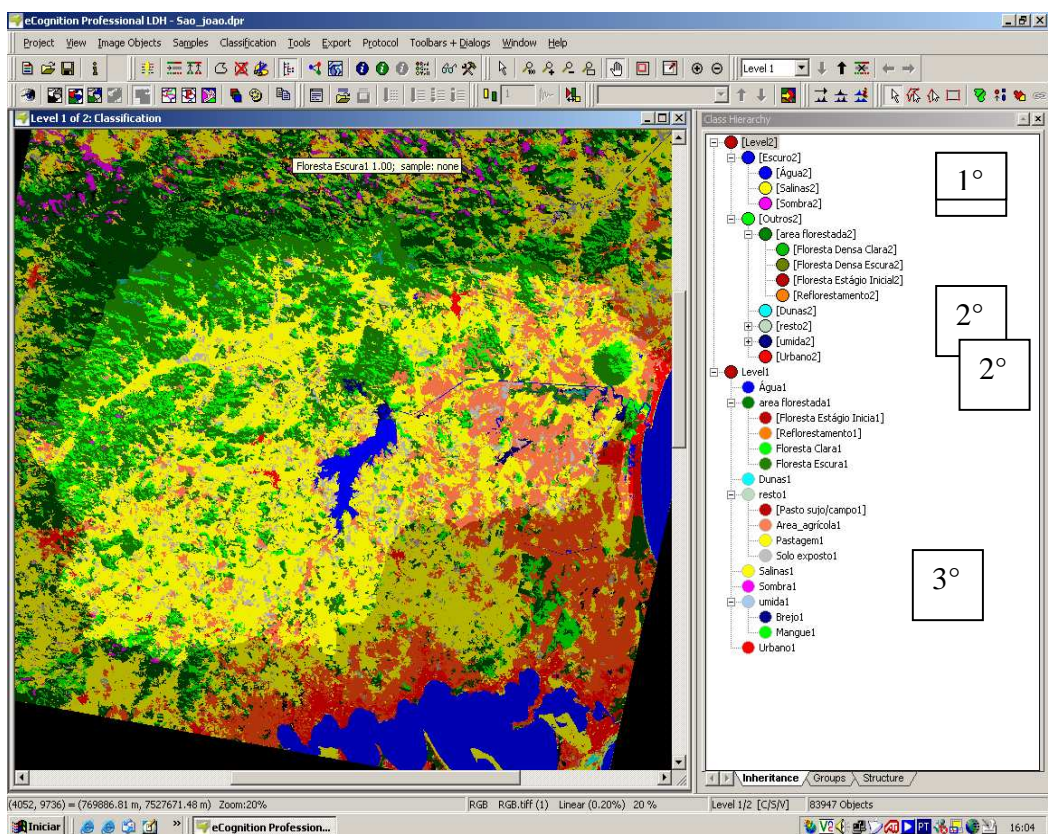 eCognition Professional LDH - Sao_joao.dpr
Project View Image Objects Samples Classification Tools Export Protocol Toolbars + Dialogs Window Help
Level 1
1
Level 1 of 2: Classification
Floresta Escura1 1.00; sample: none
Class Hierarchy
[Level2]
[Escuro2]
[Água2]
[Salinas2]
[Sombra2]
[Outros2]
[area florestada2]
[Floresta Densa Clara2]
[Floresta Densa Escura2]
[Floresta Estágio Inicial2]
[Reflorestamento2]
[Dunas2]
[resto2]
[umida2]
[Urbano2]
Level1
Água1
area florestada1
[Floresta Estágio Inicia1]
[Reflorestamento1]
Floresta Clara1
Floresta Escura1
Dunas1
resto1
[Pasto sujo/campo1]
Area_agrícola1
Pastagem1
Solo exposto1
Salinas1
Sombra1
umida1
Brejo1
Mangue1
Urbano1
1°
2°
2°
3°
Inheritance Groups Structure
(4052, 9736) = (769886.81 m, 7527671.48 m) Zoom:20%
RGB RGB.tiff (1) Linear (0.20%) 20 %
Level 1/2 [C/S/V] 83947 Objects
Iniciar
»
eCognition Profession...
PT
16:04